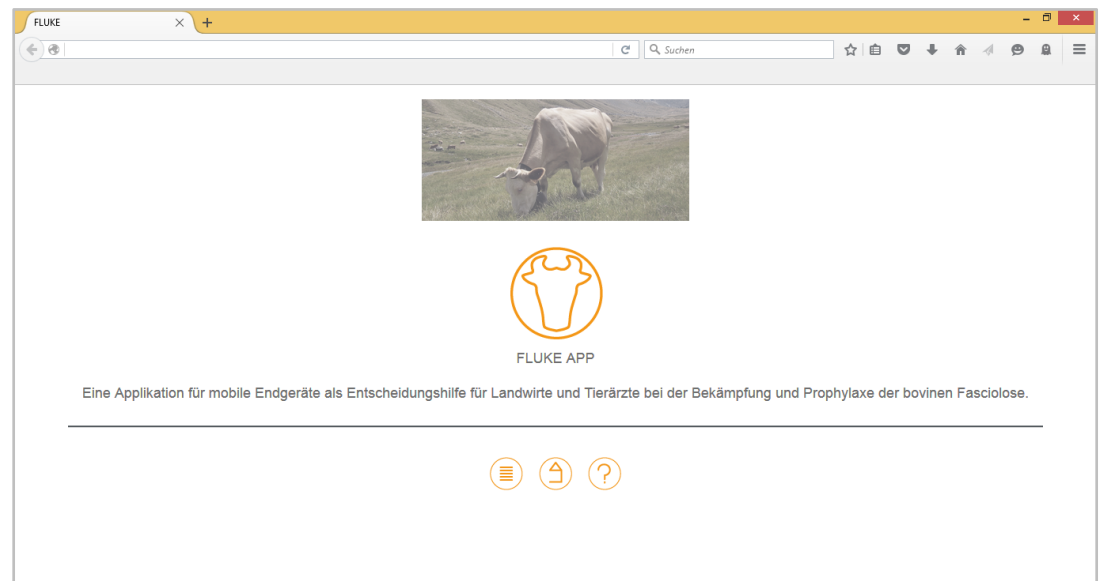 FLUKE
Suchen
FLUKE APP
Eine Applikation für mobile Endgeräte als Entscheidungshilfe für Landwirte und Tierärzte bei der Bekämpfung und Prophylaxe der bovinen Fasciolose.
?